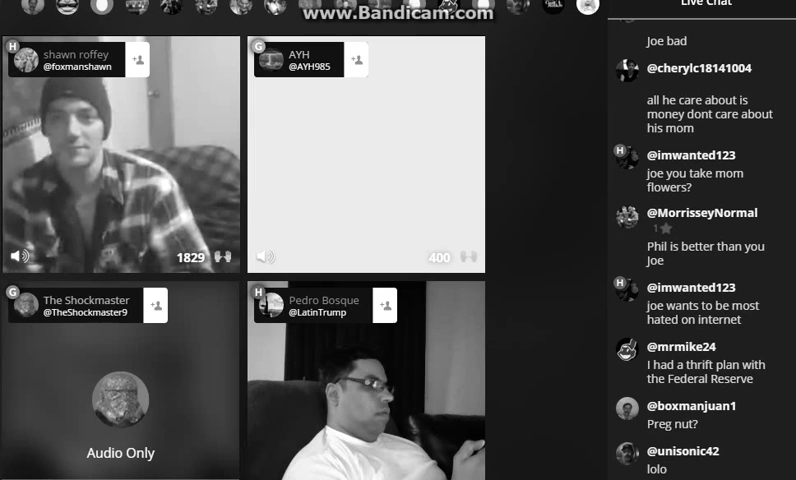 www.Bandicam.com
Live Chat
H
shawn roffey
@foxmanshawn
1829
G
AYH
@AYH985
400
G
The Shockmaster
@TheShockmaster9
Audio Only
H
Pedro Bosque
@LatinTrump
Joe bad
@cherylc18141004
all he care about is
money dont care about
his mom
H
@imwanted123
joe you take mom
flowers?
@MorrisseyNormal
1
Phil is better than you
Joe
H
@imwanted123
joe wants to be most
hated on internet
@mrmike24
I had a thrift plan with
the Federal Reserve
@boxmanjuan1
Preg nut?
@unisonic42
lolo